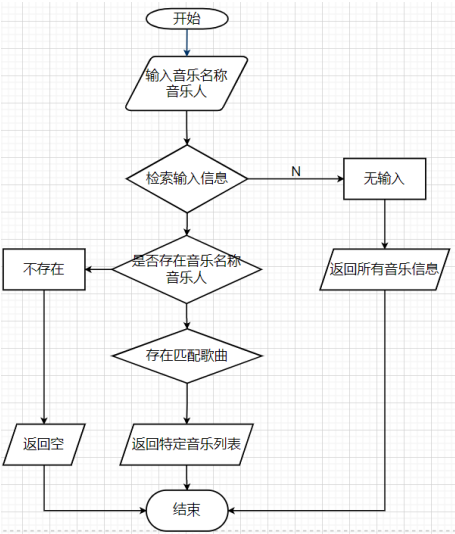 开始
输入音乐名称
音乐人
检索输入信息
N
无输入
不存在
是否存在音乐名称
音乐人
返回所有音乐信息
存在匹配歌曲
返回空
返回特定音乐列表
结束